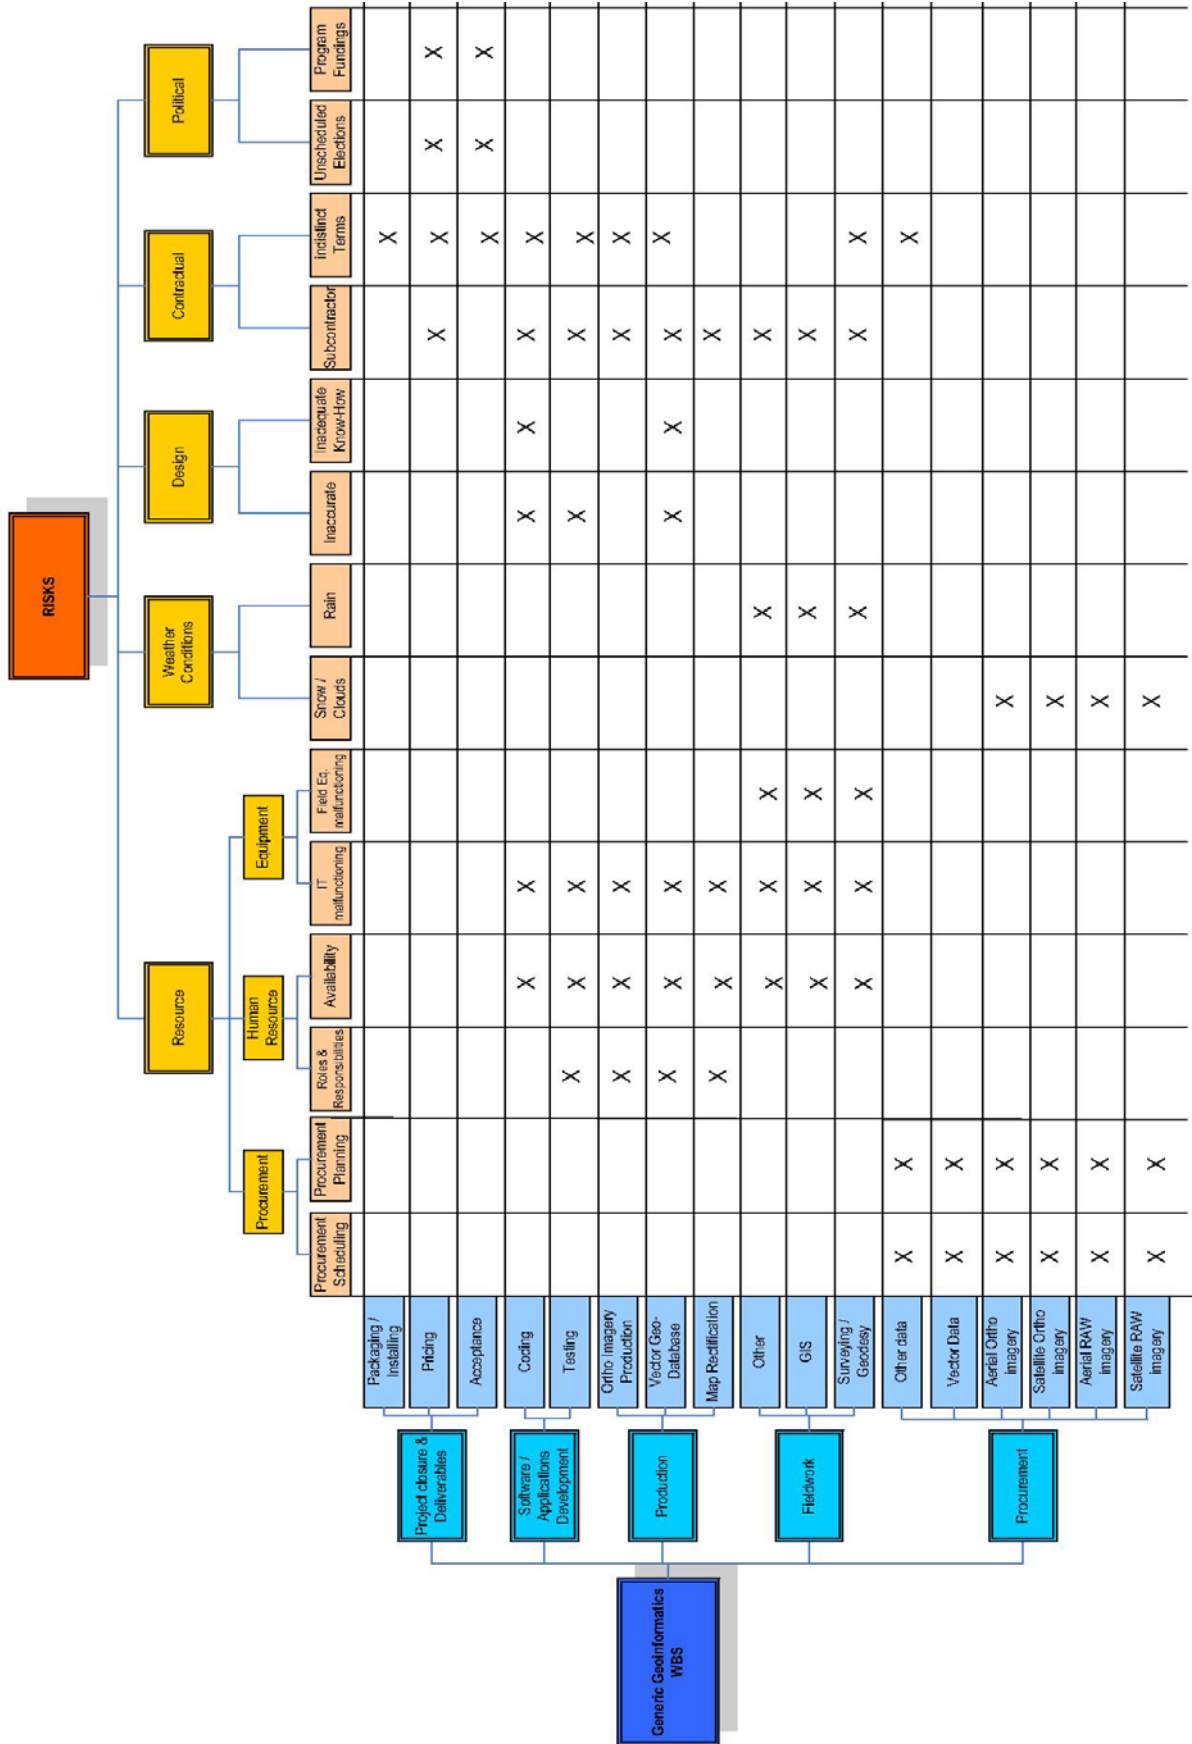 RISKS
Resource
Weather
Conditions
Design
Contractual
Political
Procurement
Human
Resource
Equipment
Procurement
Schedulling
Procurement
Planning
Roles &
Responsibilities
Availability
IT
malfunctioning
Field Eq.
malfunctioning
Snow /
Clouds
Rain
Inaccurate
Inadequate
Know-How
Subcontractor
Indistinct
Terms
Unscheduled
Elections
Program
Fundings
Generic Geoinformatics
WBS
Project closure &
Deliverables
Packaging /
Installing
X
Pricing
X X X X
Acceptance
X X X
Software /
Applications
Development
Coding
X X X X X X
Testing
X X X X X X
Production
Ortho Imagery
Production
X X X X X
Vector Geo-
Database
X X X X X X X
Map Rectification
X X X X
Fieldwork
Other
X X X X X
GIS
X X X X X
Surveying /
Geodesy
X X X X X X
Procurement
Other data
X X X
Vector Data
X X
Aerial Ortho
imagery
X X X
Satellite Ortho
imagery
X X X
Aerial RAW
imagery
X X X
Satellite RAW
imagery
X X X